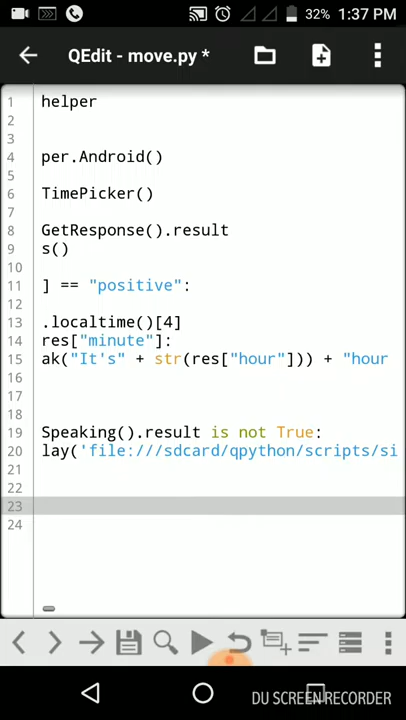 32% 1:37 PM
QEdit - move.py *
1 helper
2
3
4 per.Android()
5
6 TimePicker()
7
8 GetResponse().result
9 s()
10
11 ] == "positive":
12
13 .localtime()[4]
14 res["minute"]:
15 ak("It's" + str(res["hour"])) + "hour
16
17
18
19 Speaking().result is not True:
20 lay('file:///sdcard/qpython/scripts/si
21
22
23
24
DU SCREEN RECORDER